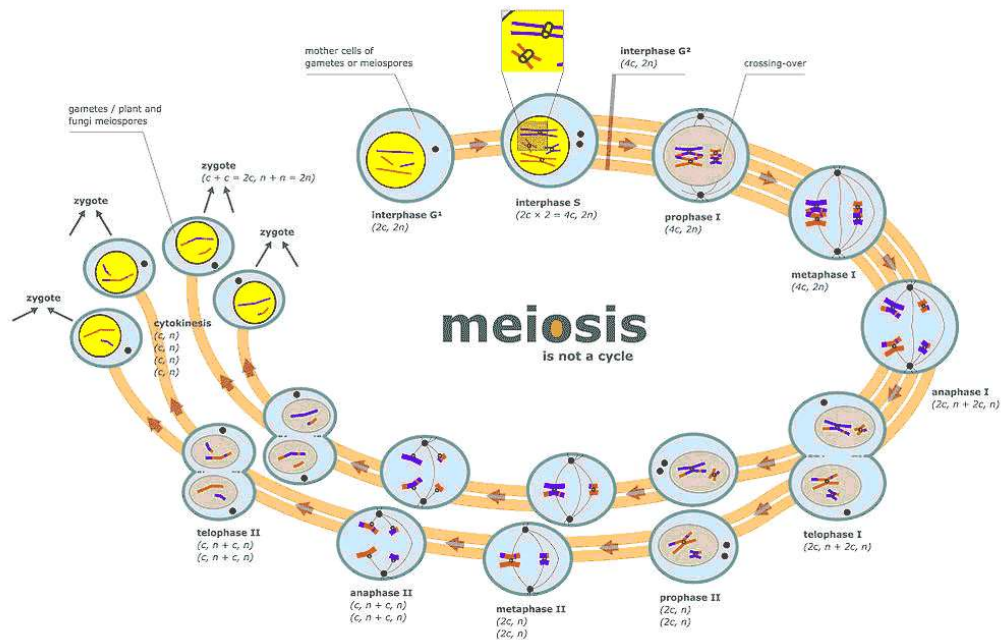 mother cells of
gametes or meiospores
interphase G²
(4c, 2n)
crossing-over
gametes / plant and
fungi meiospores
zygote
(c + c = 2c, n + n = 2n)
zygote
zygote
zygote
interphase G¹
(2c, 2n)
interphase S
(2c × 2 = 4c, 2n)
prophase I
(4c, 2n)
metaphase I
(4c, 2n)
cytokinesis
(c, n)
(c, n)
(c, n)
(c, n)
meiosis
is not a cycle
anaphase I
(2c, n + 2c, n)
telophase I
(2c, n + 2c, n)
prophase II
(2c, n)
(2c, n)
metaphase II
(2c, n)
(2c, n)
anaphase II
(c, n + c, n)
(c, n + c, n)
telophase II
(c, n + c, n)
(c, n + c, n)